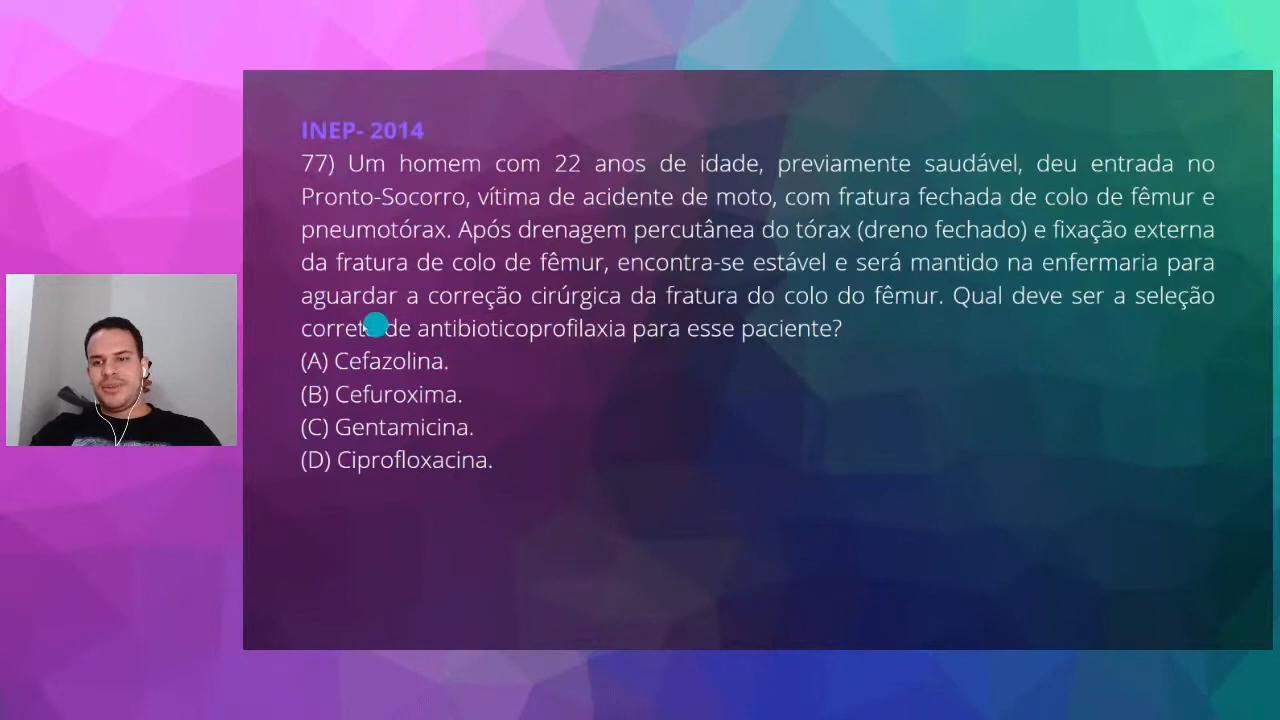 INEP- 2014
77) Um homem com 22 anos de idade, previamente saudável, deu entrada no
Pronto-Socorro, vítima de acidente de moto, com fratura fechada de colo de fêmur e
pneumotórax. Após drenagem percutânea do tórax (dreno fechado) e fixação externa
da fratura de colo de fêmur, encontra-se estável e será mantido na enfermaria para
aguardar a correção cirúrgica da fratura do colo do fêmur. Qual deve ser a seleção
correta de antibioticoprofilaxia para esse paciente?
(A) Cefazolina.
(B) Cefuroxima.
(C) Gentamicina.
(D) Ciprofloxacina.